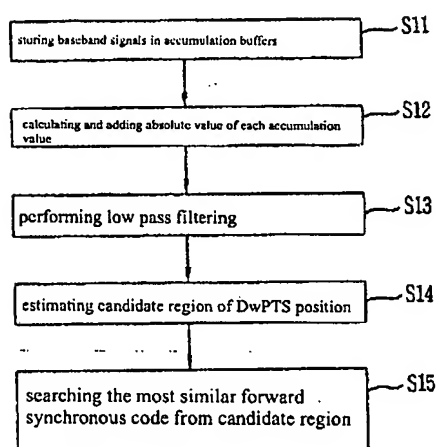 S11
storing baseband signals in accumulation buffers
S12
calculating and adding absolute value of each accumulation
value
S13
performing low pass filtering
S14
estimating candidate region of DwPTS position
S15
searching the most similar forward
synchronous code from candidate region